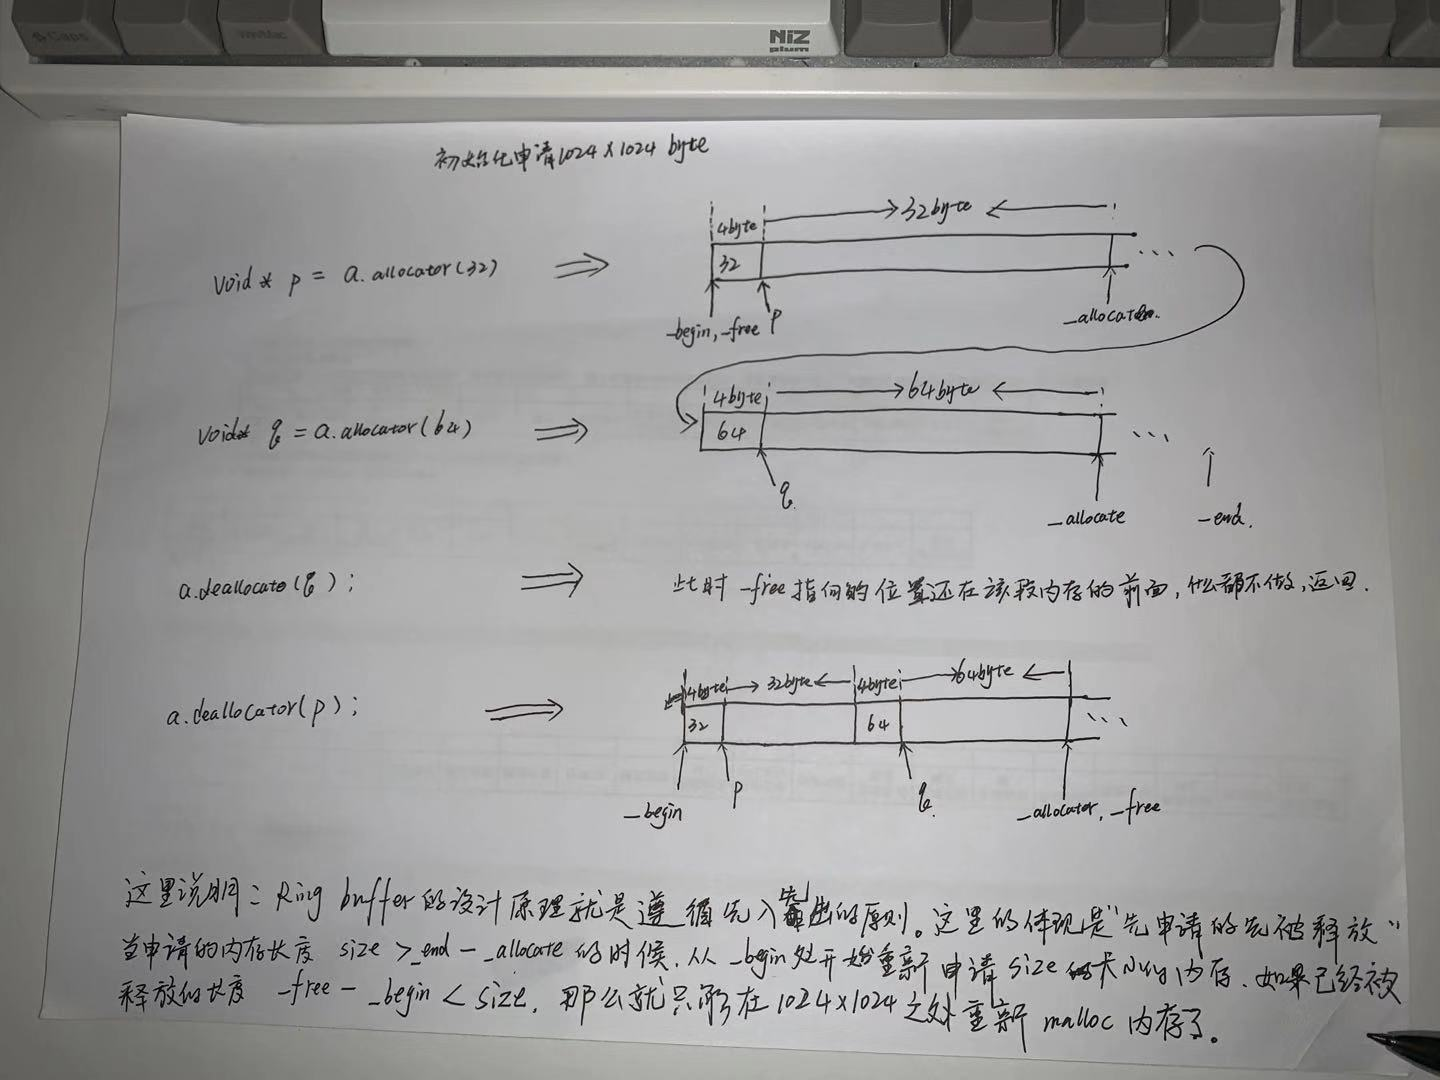 Caps
Win/Mac
NiZ
plum
初始化申请1024×1024 byte
4byte
32byte
void* p = a.allocator(32)
32
_begin, _free
p
4byte
64byte
void* q = a.allocator(64)
64
q
_allocate
_end.
a.deallocate(q);
此时 _free 指向的位置还在该段内存的前面,什么都不做,返回.
4byte
32byte
4byte
64byte
a.deallocator(p);
32
64
_begin
p
q
_allocator, _free
这里说明: Ring buffer 的设计原理就是遵循先入先出的原则。这里的体现是"先申请的先被释放"
当申请的内存长度 size > _end - _allocate 的时候, 从 _begin 处开始重新申请 size 的大小的内存. 如果已经被
释放的长度 _free - _begin < size, 那么就只能在 1024×1024 之外重新 malloc 内存了。